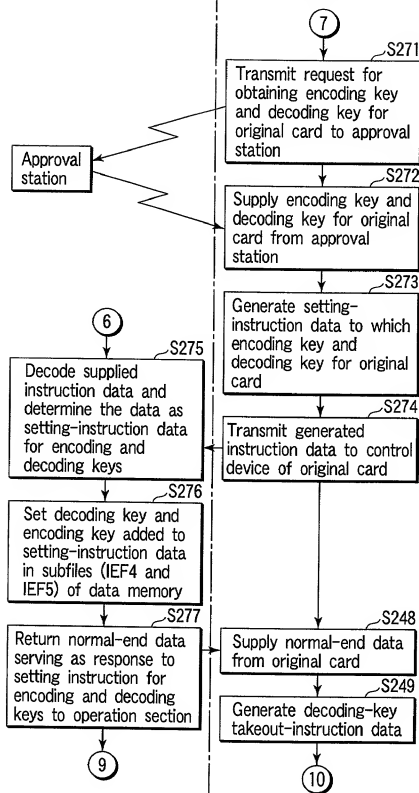 7
S271
Transmit request for
obtaining encoding key
and decoding key for
original card to approval
station
Approval
station
S272
Supply encoding key and
decoding key for original
card from approval
station
S273
Generate setting-
instruction data to which
encoding key and
decoding key for original
card
6
S275
Decode supplied
instruction data and
determine the data as
setting-instruction data
for encoding and
decoding keys
S274
Transmit generated
instruction data to control
device of original card
S276
Set decoding key and
encoding key added to
setting-instruction data
in subfiles (IEF4 and
IEF5) of data memory
S277
Return normal-end data
serving as response to
setting instruction for
encoding and decoding
keys to operation section
9
S248
Supply normal-end data
from original card
S249
Generate decoding-key
takeout-instruction data
10